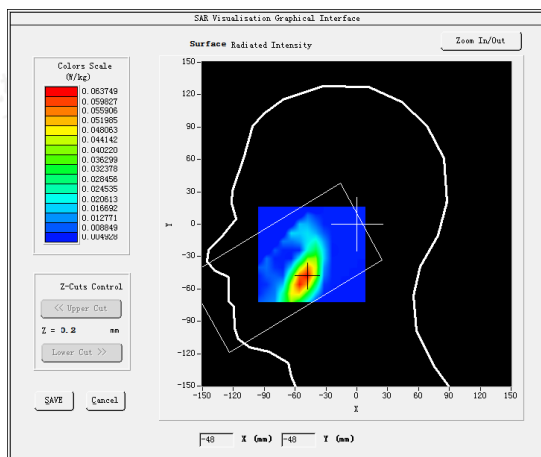 SAR Visualisation Graphical Interface
Surface Radiated Intensity
Zoom In/Out
Colors Scale
(W/kg)
0.063749
0.059827
0.055906
0.051985
0.048063
0.044142
0.040220
0.036299
0.032378
0.028456
0.024535
0.020613
0.016692
0.012771
0.008849
0.004928
Z-Cuts Control
<< Upper Cut
Z = 0.2 mm
Lower Cut >>
SAVE
Cancel
150
120
90
60
30
0
-30
-60
-90
-120
-150
Y
-150 -120 -90 -60 -30 0 30 60 90 120 150
X
-48 X (mm) -48 Y (mm)